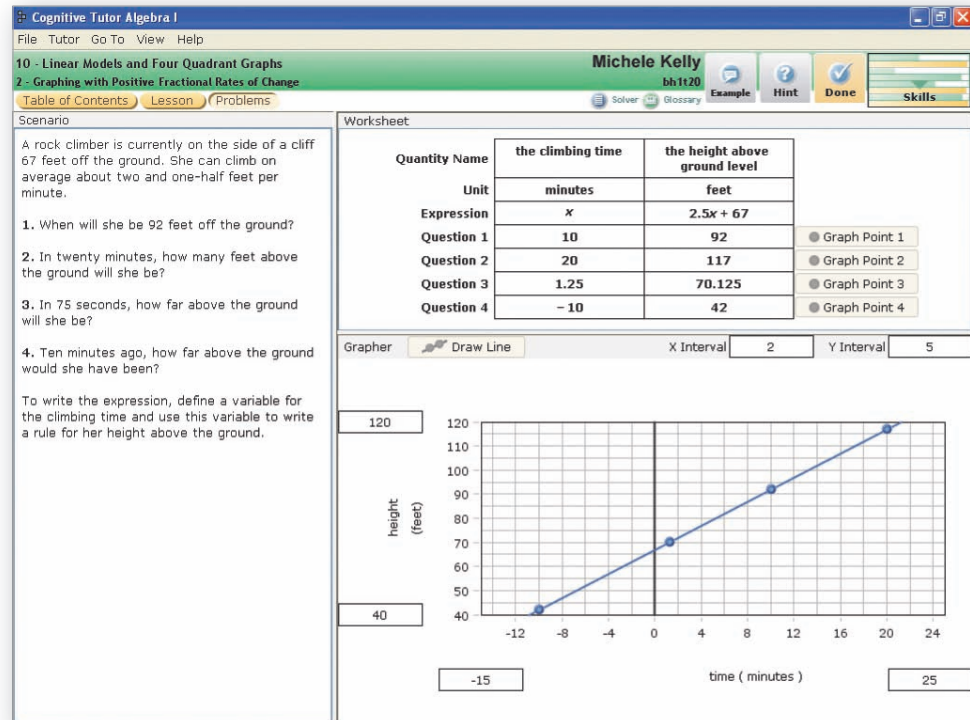 Cognitive Tutor Algebra I
File Tutor Go To View Help
10 - Linear Models and Four Quadrant Graphs
2 - Graphing with Positive Fractional Rates of Change
Michele Kelly
bh1t20
Solver Glossary
Example Hint Done Skills
Table of Contents Lesson Problems
Scenario
A rock climber is currently on the side of a cliff
67 feet off the ground. She can climb on
average about two and one-half feet per
minute.
1. When will she be 92 feet off the ground?
2. In twenty minutes, how many feet above
the ground will she be?
3. In 75 seconds, how far above the ground
will she be?
4. Ten minutes ago, how far above the ground
would she have been?
To write the expression, define a variable for
the climbing time and use this variable to write
a rule for her height above the ground.
Worksheet
Quantity Name the climbing time the height above
ground level
Unit minutes feet
Expression x 2.5x + 67
Question 1 10 92 Graph Point 1
Question 2 20 117 Graph Point 2
Question 3 1.25 70.125 Graph Point 3
Question 4 −10 42 Graph Point 4
Grapher Draw Line X Interval 2 Y Interval 5
120
40
height
(feet)
120
110
100
90
80
70
60
50
40
-12 -8 -4 0 4 8 12 16 20 24
-15 time ( minutes ) 25